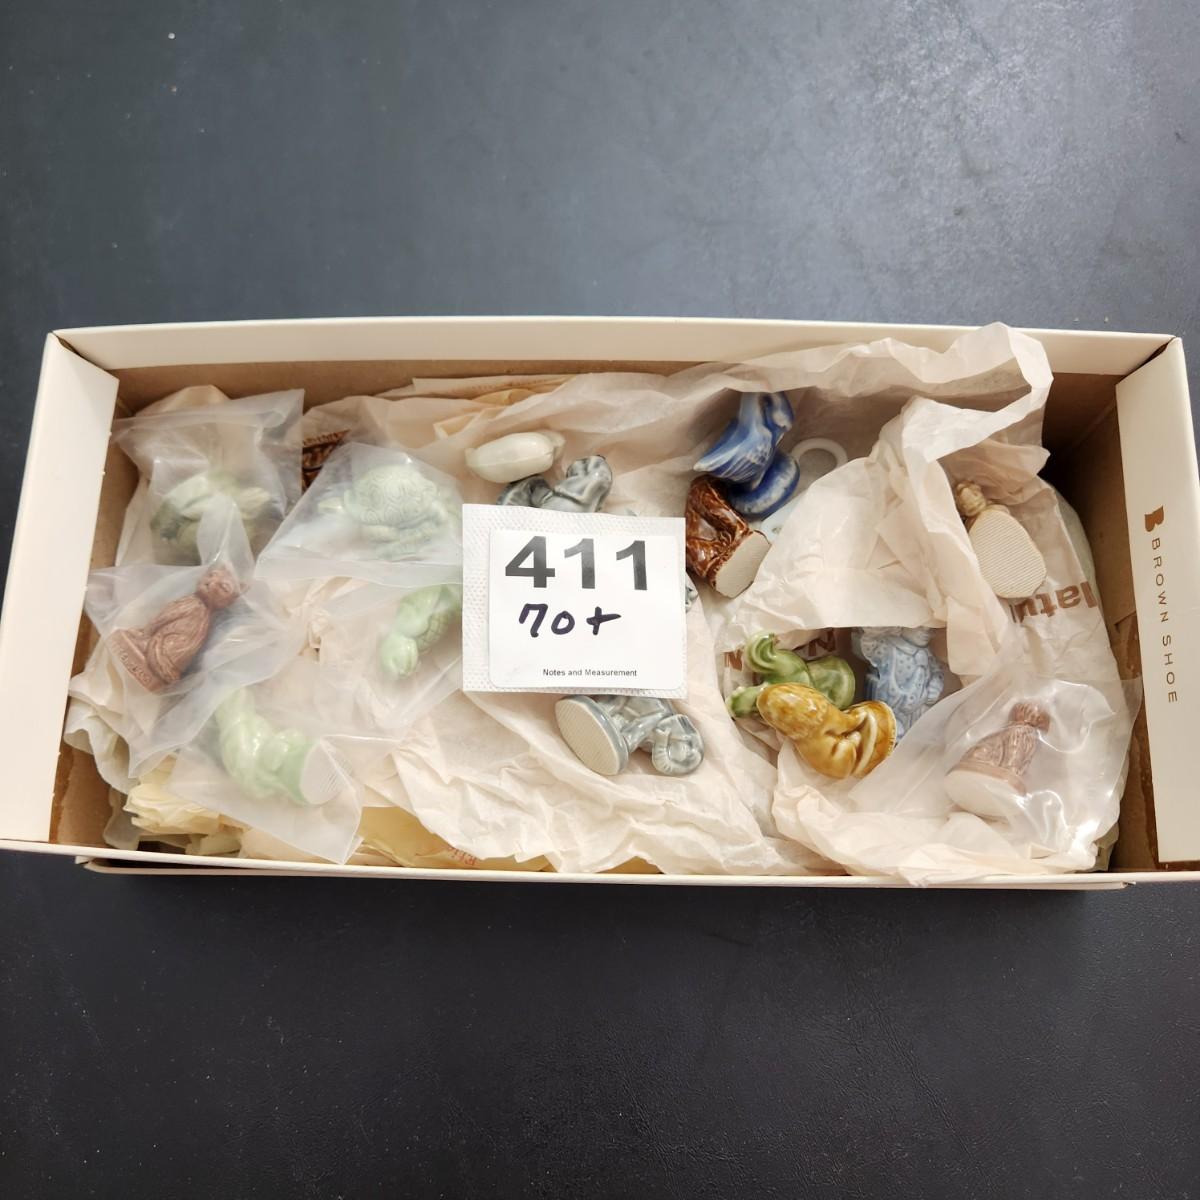 411
70+
Notes and Measurement
BROWN SHOE